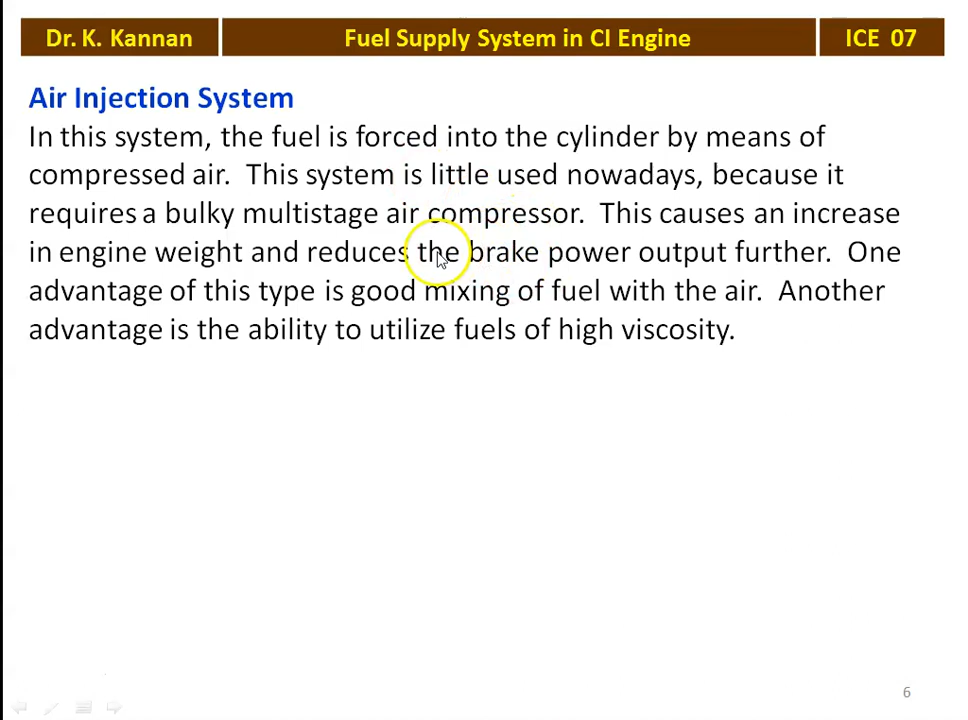 Dr. K. Kannan
Fuel Supply System in CI Engine
ICE 07
Air Injection System
In this system, the fuel is forced into the cylinder by means of
compressed air. This system is little used nowadays, because it
requires a bulky multistage air compressor. This causes an increase
in engine weight and reduces the brake power output further. One
advantage of this type is good mixing of fuel with the air. Another
advantage is the ability to utilize fuels of high viscosity.
6